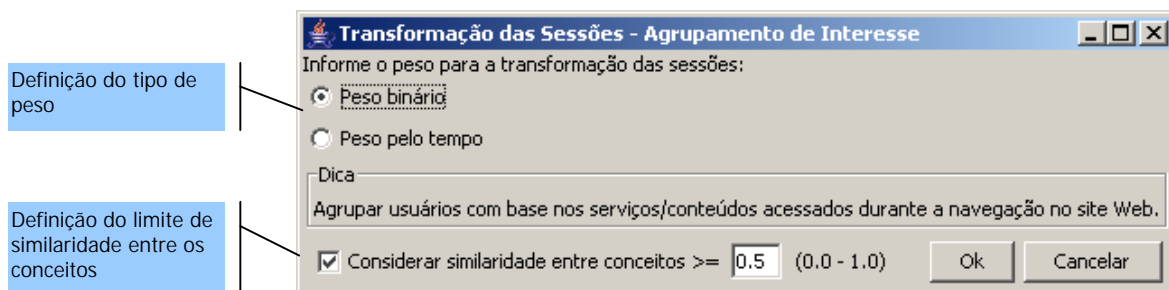 Transformação das Sessões - Agrupamento de Interesse
Informe o peso para a transformação das sessões:
Definição do tipo de
peso
Peso binário
Peso pelo tempo
Dica
Agrupar usuários com base nos serviços/conteúdos acessados durante a navegação no site Web.
Definição do limite de
similaridade entre os
conceitos
Considerar similaridade entre conceitos >= 0.5 (0.0 - 1.0) Ok Cancelar